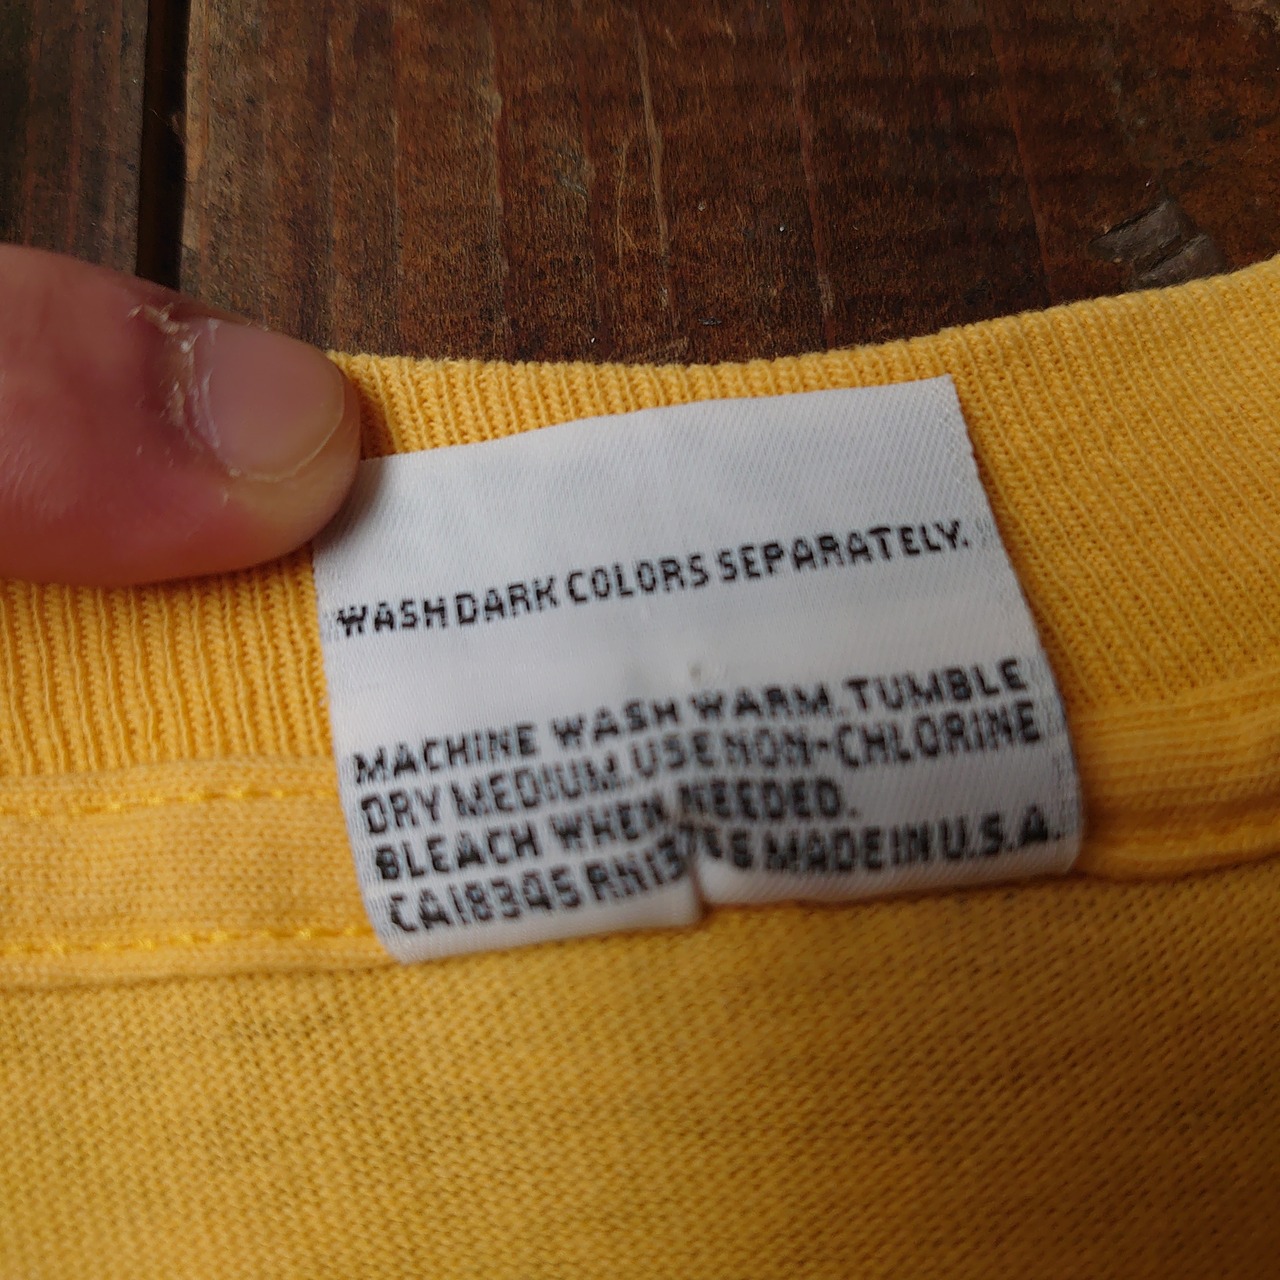 WASH DARK COLORS SEPARATELY.
MACHINE WASH WARM. TUMBLE
DRY MEDIUM. USE NON-CHLORINE
BLEACH WHEN NEEDED.
CA18345 MADE IN U.S.A.